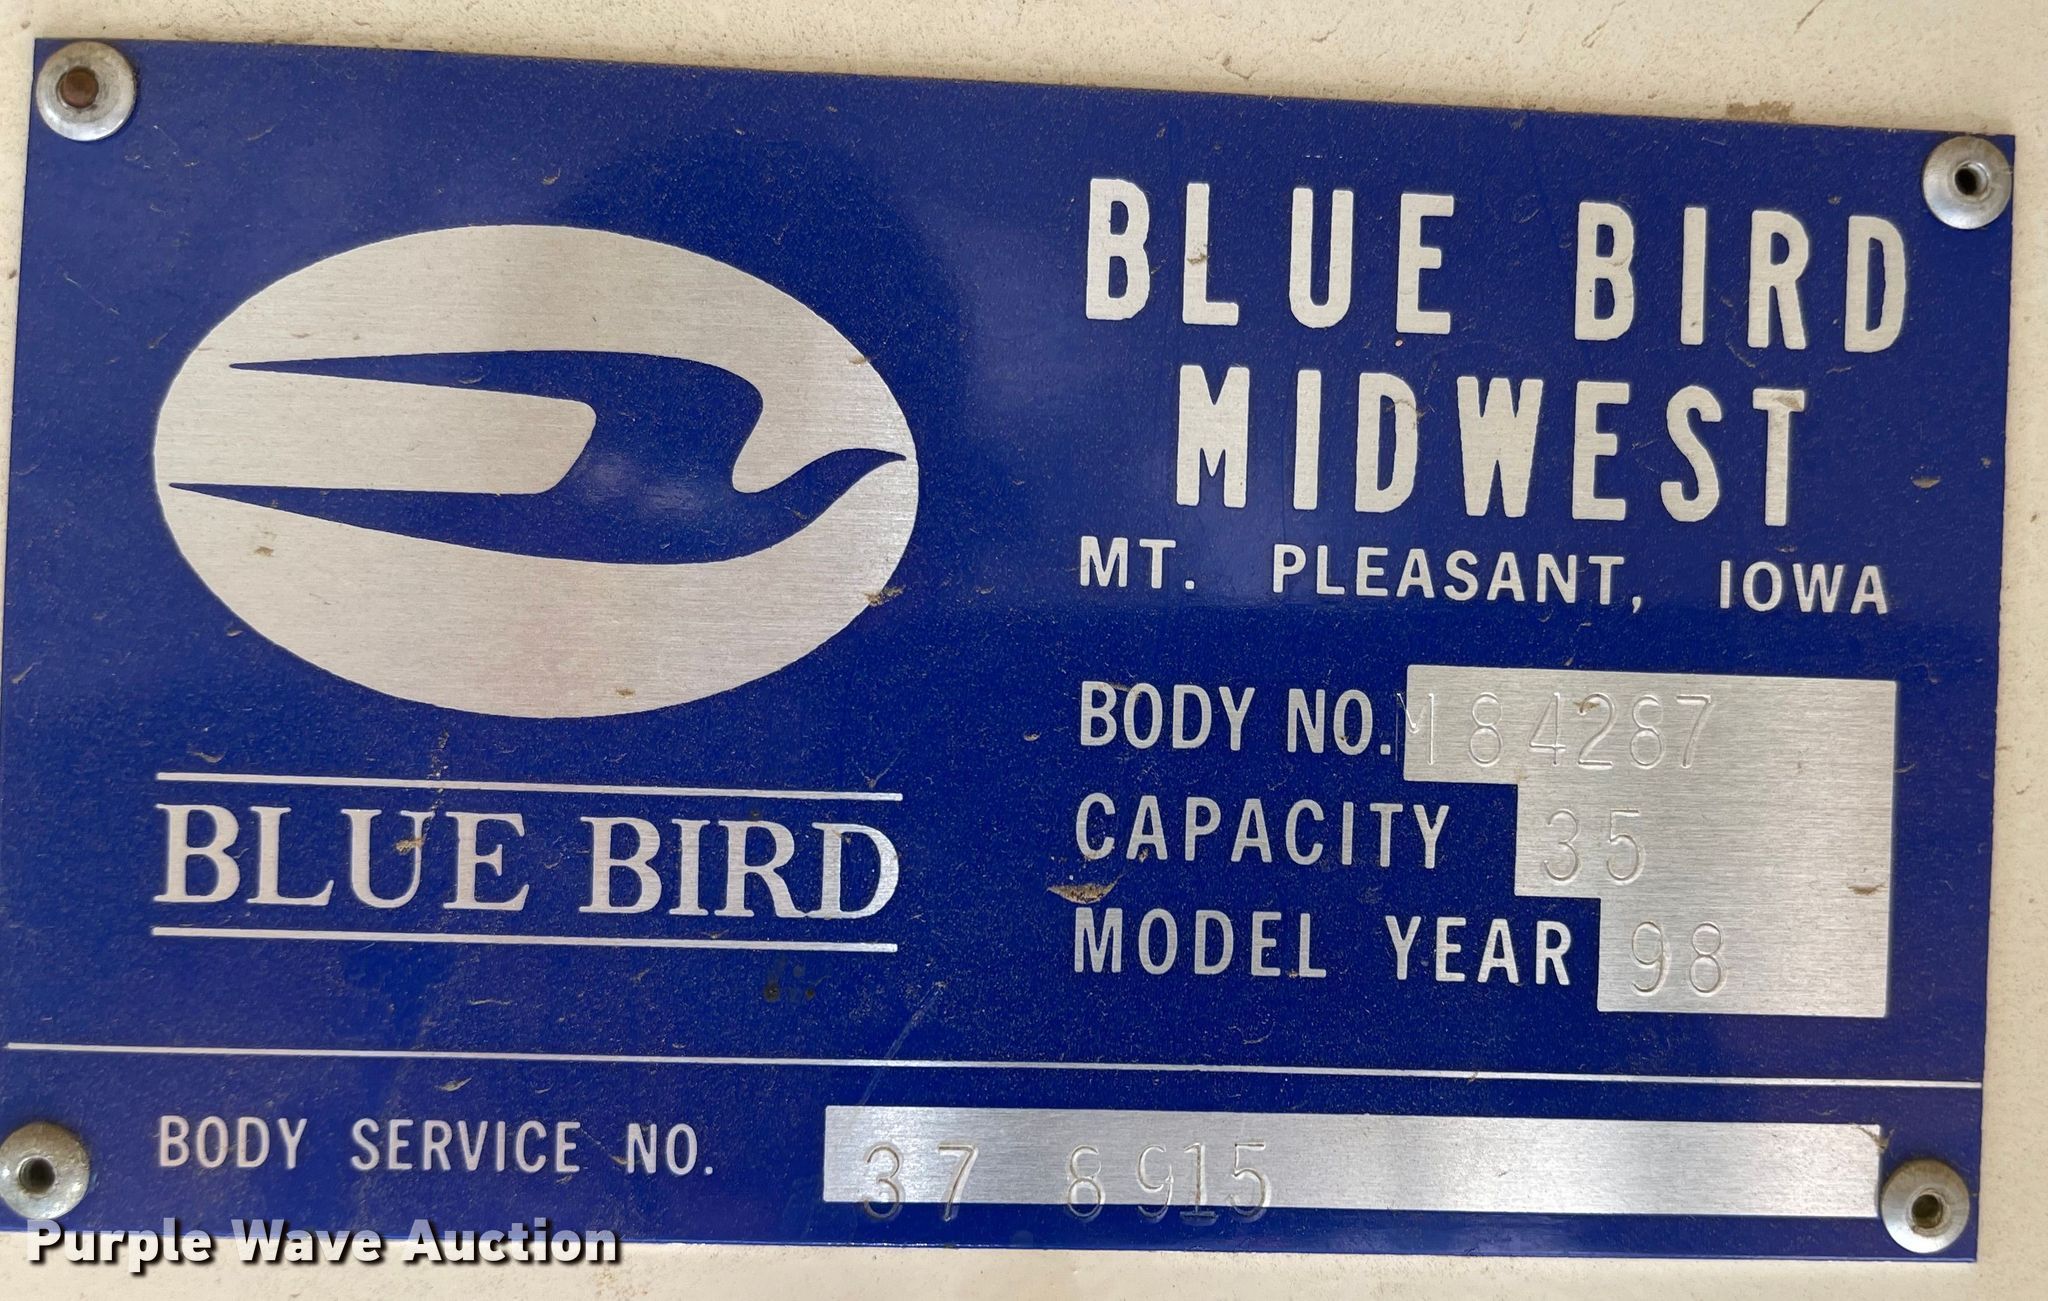 BLUE BIRD
MIDWEST
MT. PLEASANT, IOWA
BODY NO. M184287
CAPACITY 35
MODEL YEAR 98
BLUE BIRD
BODY SERVICE NO. 37 8915
Purple Wave Auction